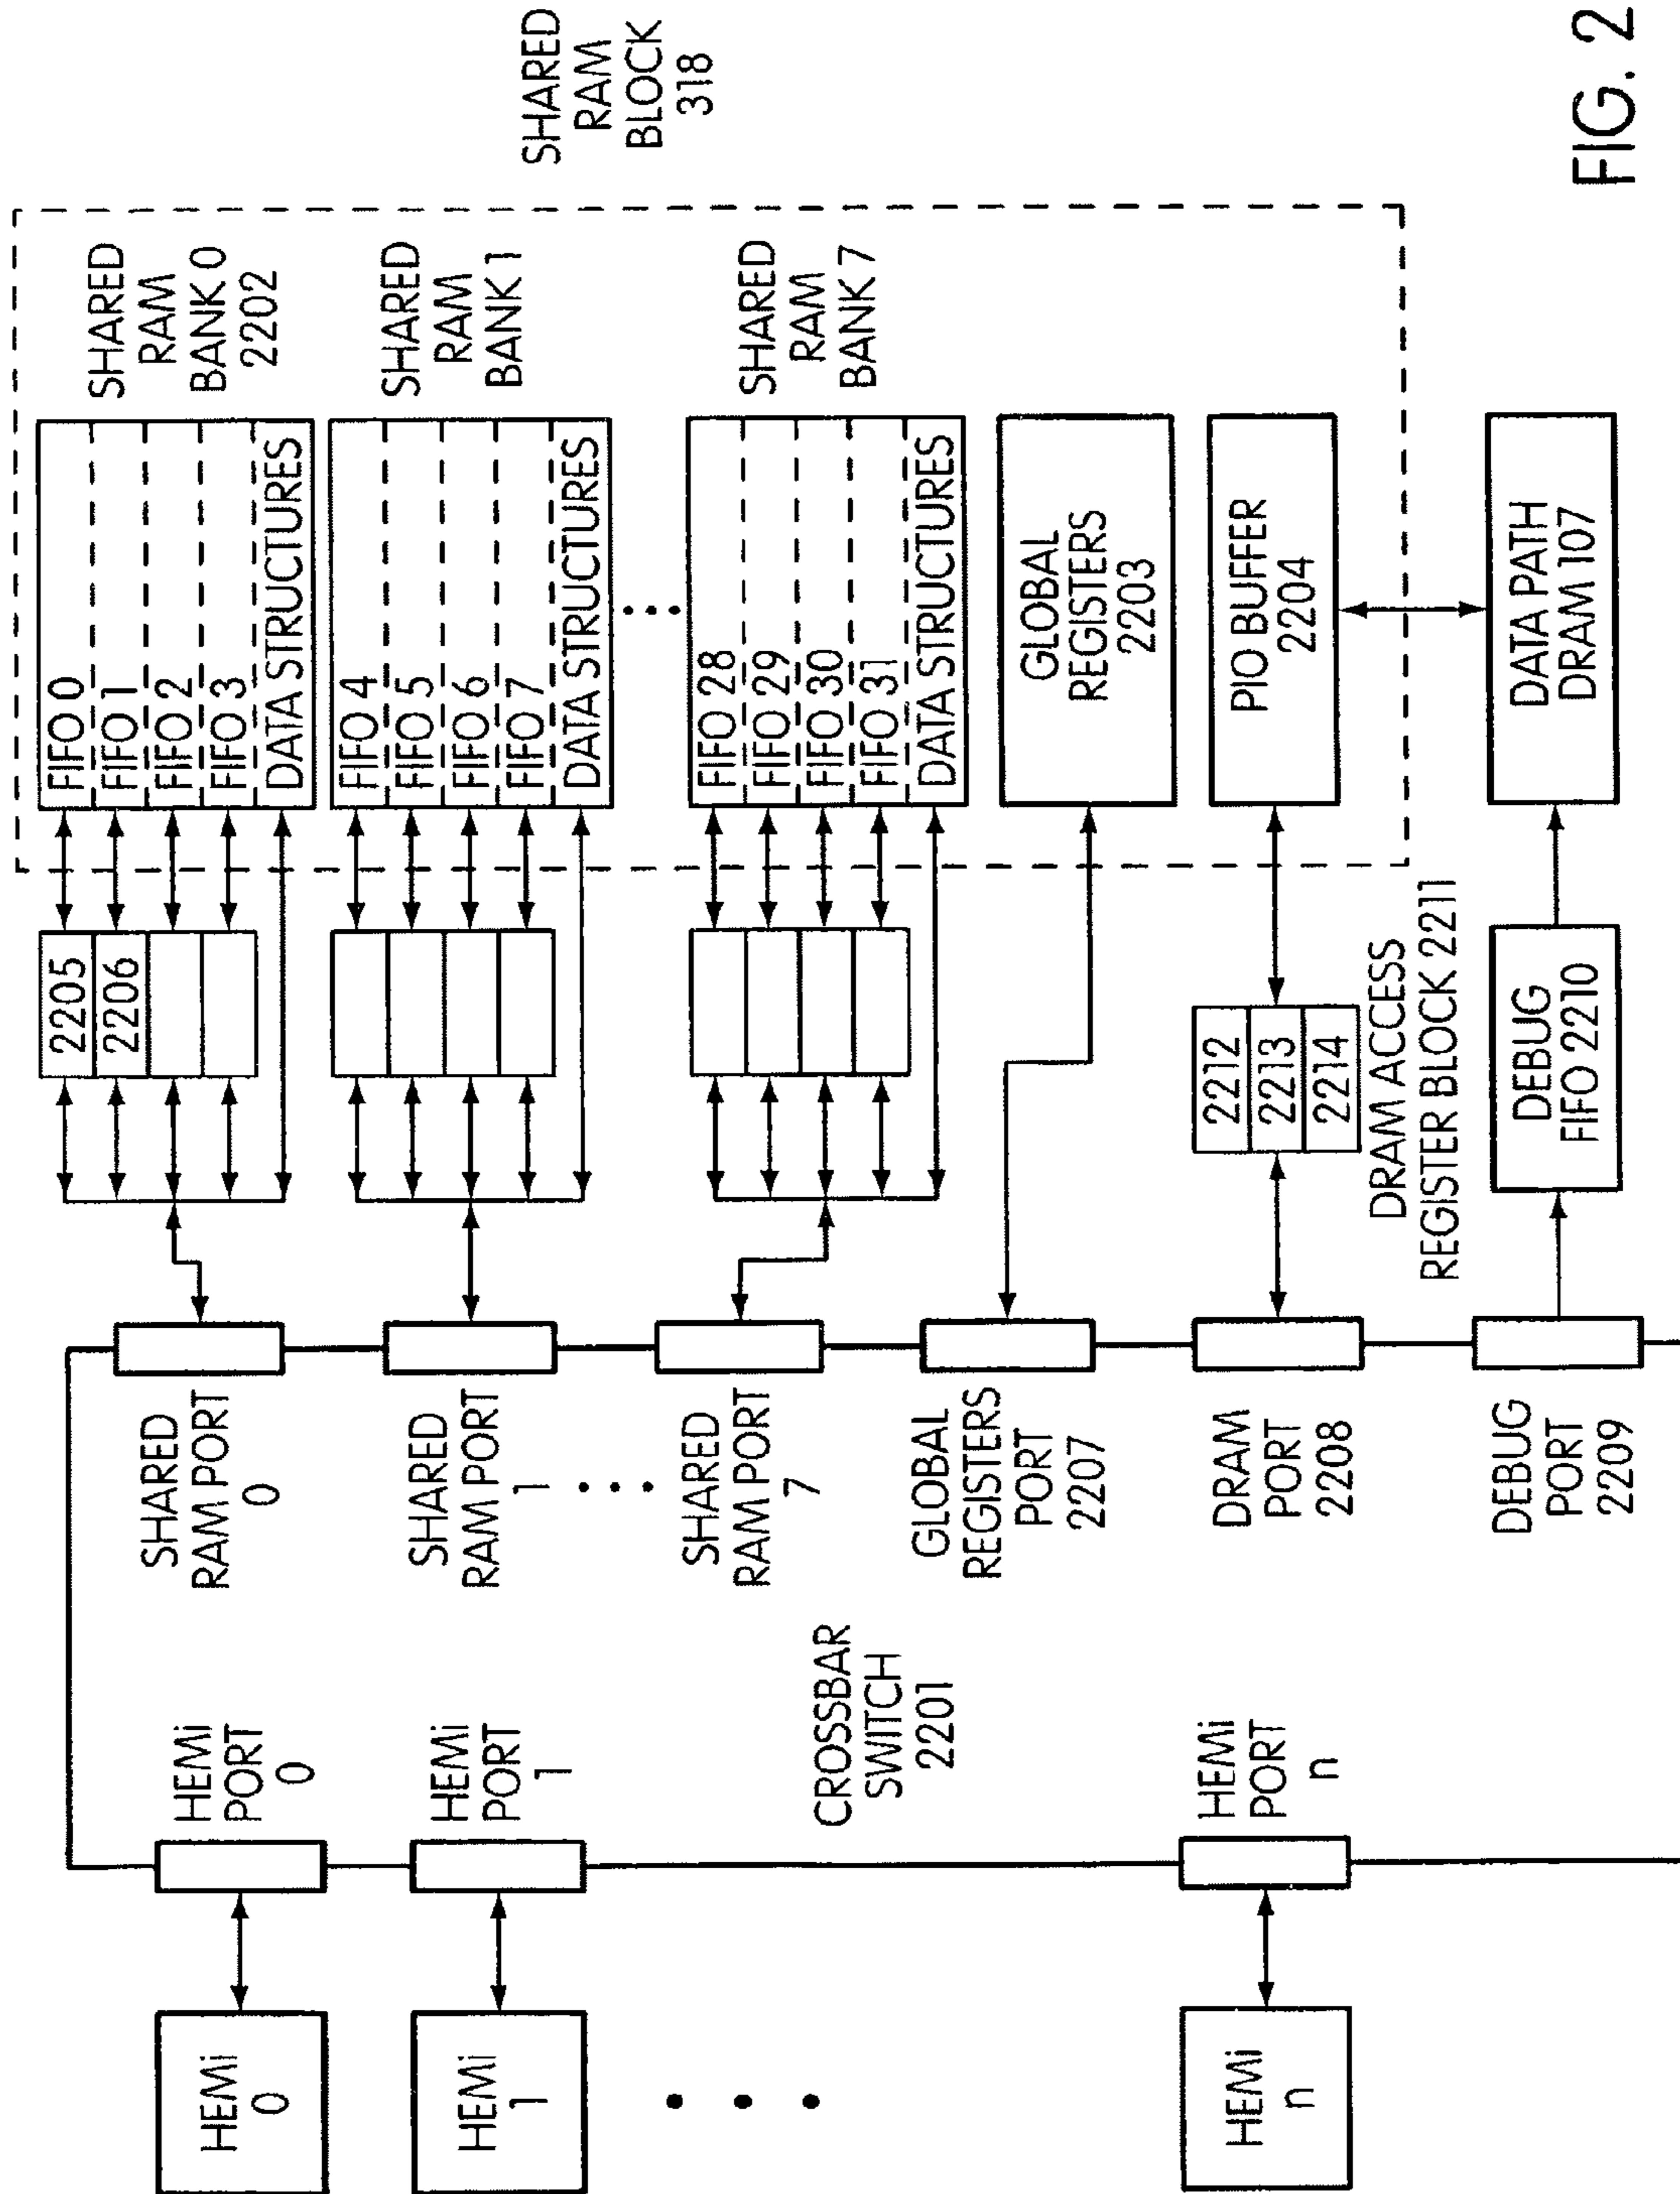 HEMi
0
HEMi
1
HEMi
n
HEMi
PORT
0
HEMi
PORT
1
CROSSBAR
SWITCH
2201
HEMi
PORT
n
SHARED
RAM PORT
0
SHARED
RAM PORT
1
SHARED
RAM PORT
7
GLOBAL
REGISTERS
PORT
2207
DRAM
PORT
2208
DEBUG
PORT
2209
2205
2206
2212
2213
2214
DRAM ACCESS
REGISTER BLOCK 2211
DEBUG
FIFO 2210
FIFO 0
FIFO 1
FIFO 2
FIFO 3
DATA STRUCTURES
FIFO 4
FIFO 5
FIFO 6
FIFO 7
DATA STRUCTURES
FIFO 28
FIFO 29
FIFO 30
FIFO 31
DATA STRUCTURES
GLOBAL
REGISTERS
2203
PIO BUFFER
2204
DATA PATH
DRAM 107
SHARED
RAM
BANK 0
2202
SHARED
RAM
BANK 1
SHARED
RAM
BANK 7
SHARED
RAM
BLOCK
318
FIG. 2